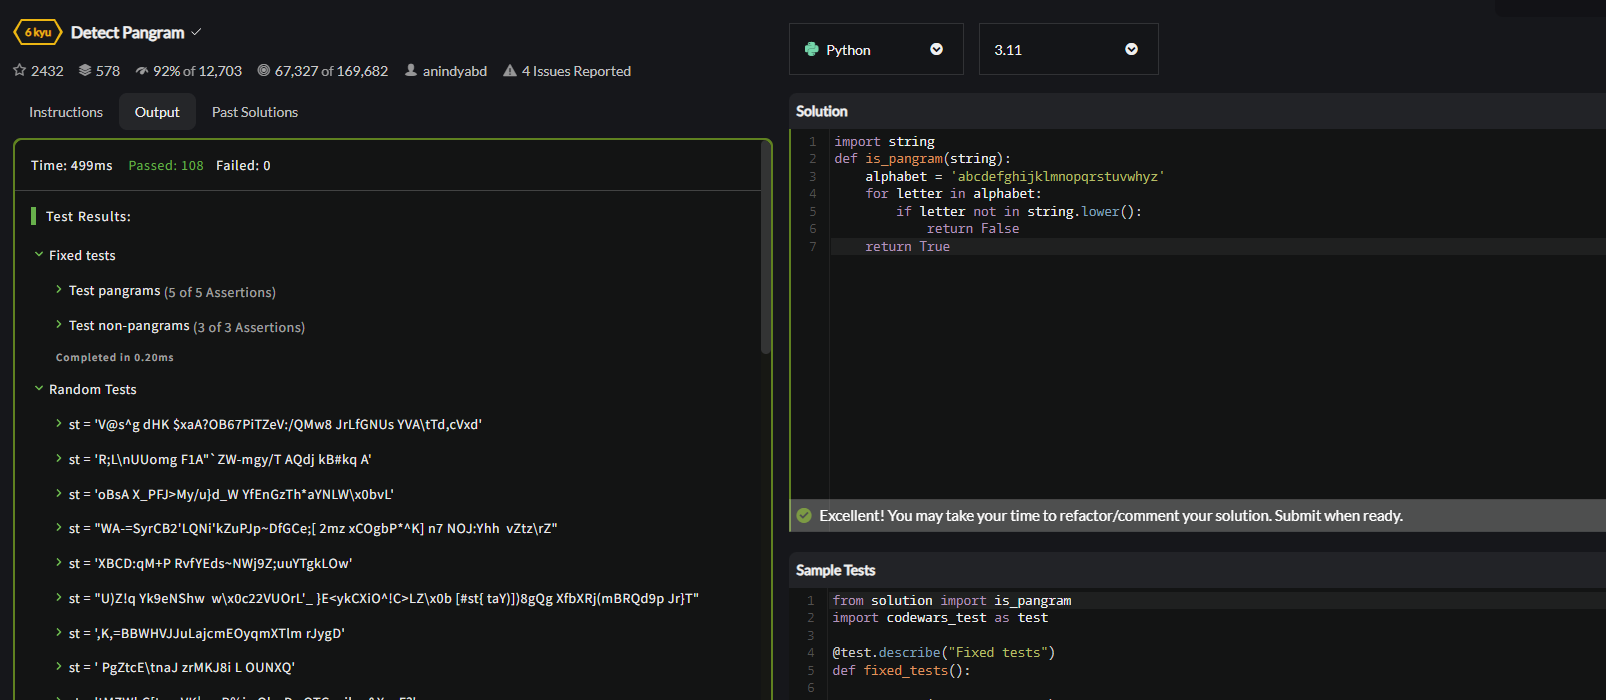 6 kyu Detect Pangram
2432 578 92% of 12,703 67,327 of 169,682 anindyabd 4 Issues Reported
Instructions Output Past Solutions
Time: 499ms Passed: 108 Failed: 0
Test Results:
Fixed tests
Test pangrams (5 of 5 Assertions)
Test non-pangrams (3 of 3 Assertions)
Completed in 0.20ms
Random Tests
st = 'V@s^g dHK $xaA?OB67PiTZeV:/QMw8 JrLfGNUs YVA\tTd,cVxd'
st = 'R;L\nUUomg F1A"`ZW-mgy/T AQdj kB#kq A'
st = 'oBsA X_PFJ>My/u}d_W YfEnGzTh*aYNLW\x0bvL'
st = "WA-=SyrCB2'LQNi'kZuPJp~DfGCe;[ 2mz xCOgbP*^K] n7 NOJ:Yhh  vZtz\rZ"
st = 'XBCD:qM+P RvfYEds~NWj9Z;uuYTgkLOw'
st = "U)Z!q Yk9eNShw  w\x0c22VUOrL'_ }E<ykCXiO^!C>LZ\x0b [#st{ taY)])8gQg XfbXRj(mBRQd9p Jr}T"
st = ',K,=BBWHVJJuLajcmEOyqmXTlm rJygD'
st = ' PgZtcE\tnaJ zrMKJ8i L OUNXQ'
Python 3.11
Solution
1 import string
2 def is_pangram(string):
3     alphabet = 'abcdefghijklmnopqrstuvwhyz'
4     for letter in alphabet:
5         if letter not in string.lower():
6             return False
7     return True
Excellent! You may take your time to refactor/comment your solution. Submit when ready.
Sample Tests
1 from solution import is_pangram
2 import codewars_test as test
3
4 @test.describe("Fixed tests")
5 def fixed_tests():
6